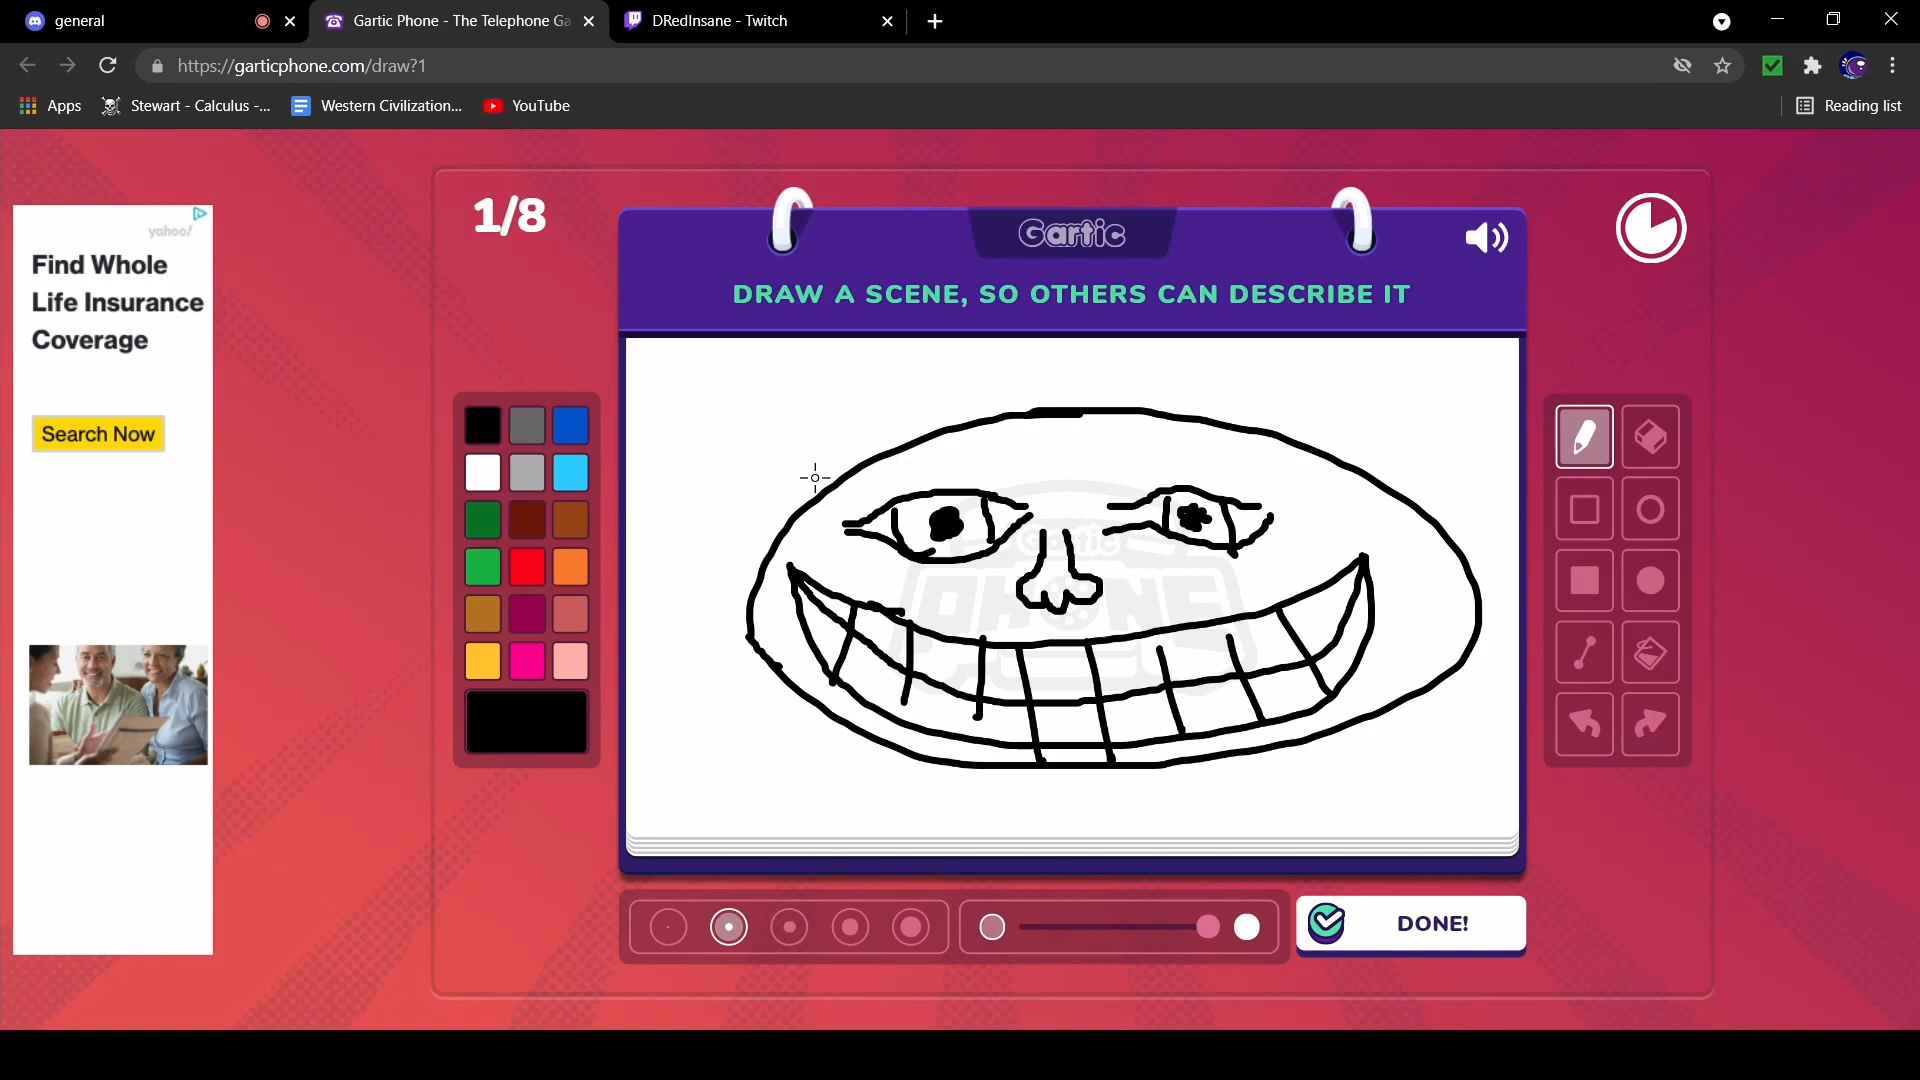 general
Gartic Phone - The Telephone Ga
DRedInsane - Twitch
https://garticphone.com/draw?1
Apps
Stewart - Calculus -...
Western Civilization...
YouTube
Reading list
yahoo!
Find Whole
Life Insurance
Coverage
Search Now
1/8
Gartic
DRAW A SCENE, SO OTHERS CAN DESCRIBE IT
Gartic
PHONE
DONE!